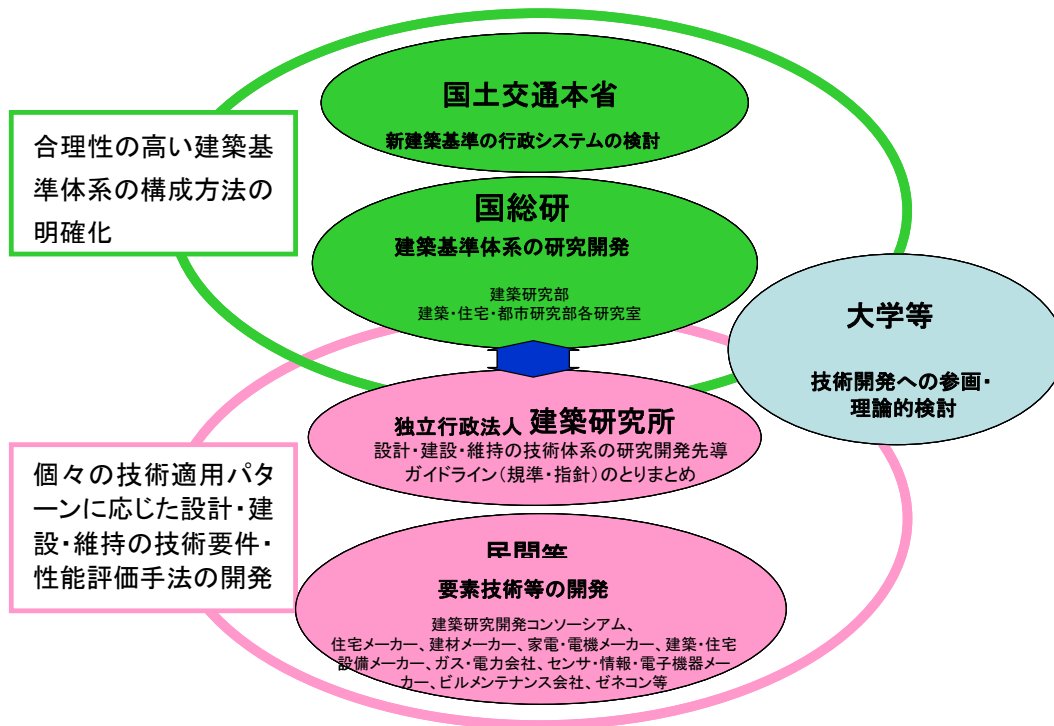 国土交通本省
新建築基準の行政システムの検討
合理性の高い建築基
準体系の構成方法の
明確化
国総研
建築基準体系の研究開発
建築研究部
建築・住宅・都市研究部各研究室
大学等
技術開発への参画・
理論的検討
独立行政法人 建築研究所
設計・建設・維持の技術体系の研究開発先導
ガイドライン(規準・指針)のとりまとめ
個々の技術適用パタ
ーンに応じた設計・建
設・維持の技術要件・
性能評価手法の開発
民間等
要素技術等の開発
建築研究開発コンソーシアム、
住宅メーカー、建材メーカー、家電・電機メーカー、建築・住宅
設備メーカー、ガス・電力会社、センサ・情報・電子機器メー
カー、ビルメンテナンス会社、ゼネコン等